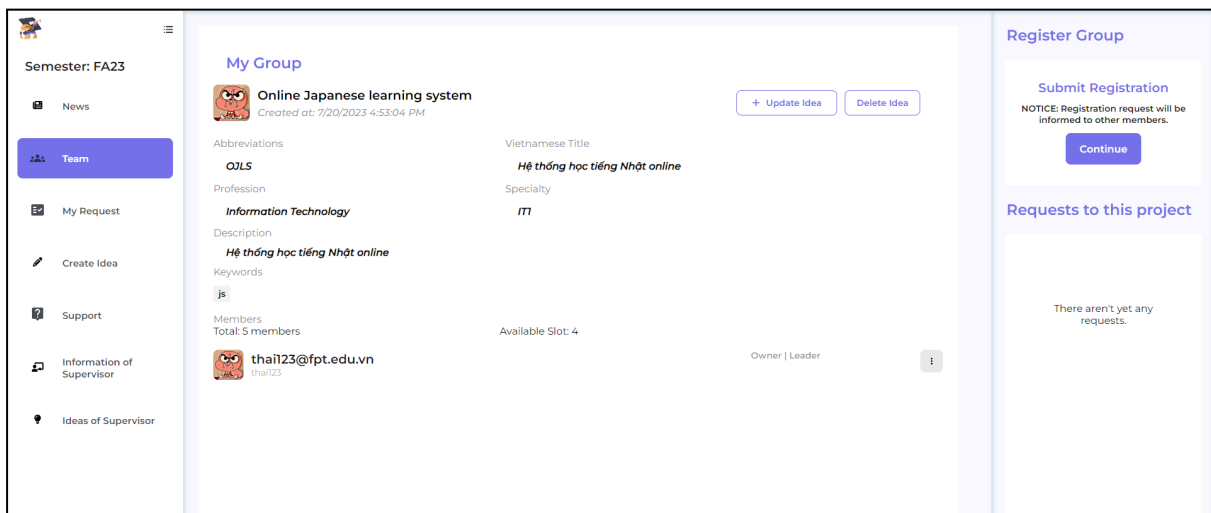 Semester: FA23
News
Team
My Request
Create Idea
Support
Information of
Supervisor
Ideas of Supervisor
My Group
Online Japanese learning system
Created at: 7/20/2023 4:53:04 PM
+ Update Idea
Delete Idea
Abbreviations
Vietnamese Title
OJLS
Hệ thống học tiếng Nhật online
Profession
Specialty
Information Technology
IT1
Description
Hệ thống học tiếng Nhật online
Keywords
js
Members
Total: 5 members
Available Slot: 4
thai123@fpt.edu.vn
Owner | Leader
thai123
Register Group
Submit Registration
NOTICE: Registration request will be
informed to other members.
Continue
Requests to this project
There aren't yet any
requests.